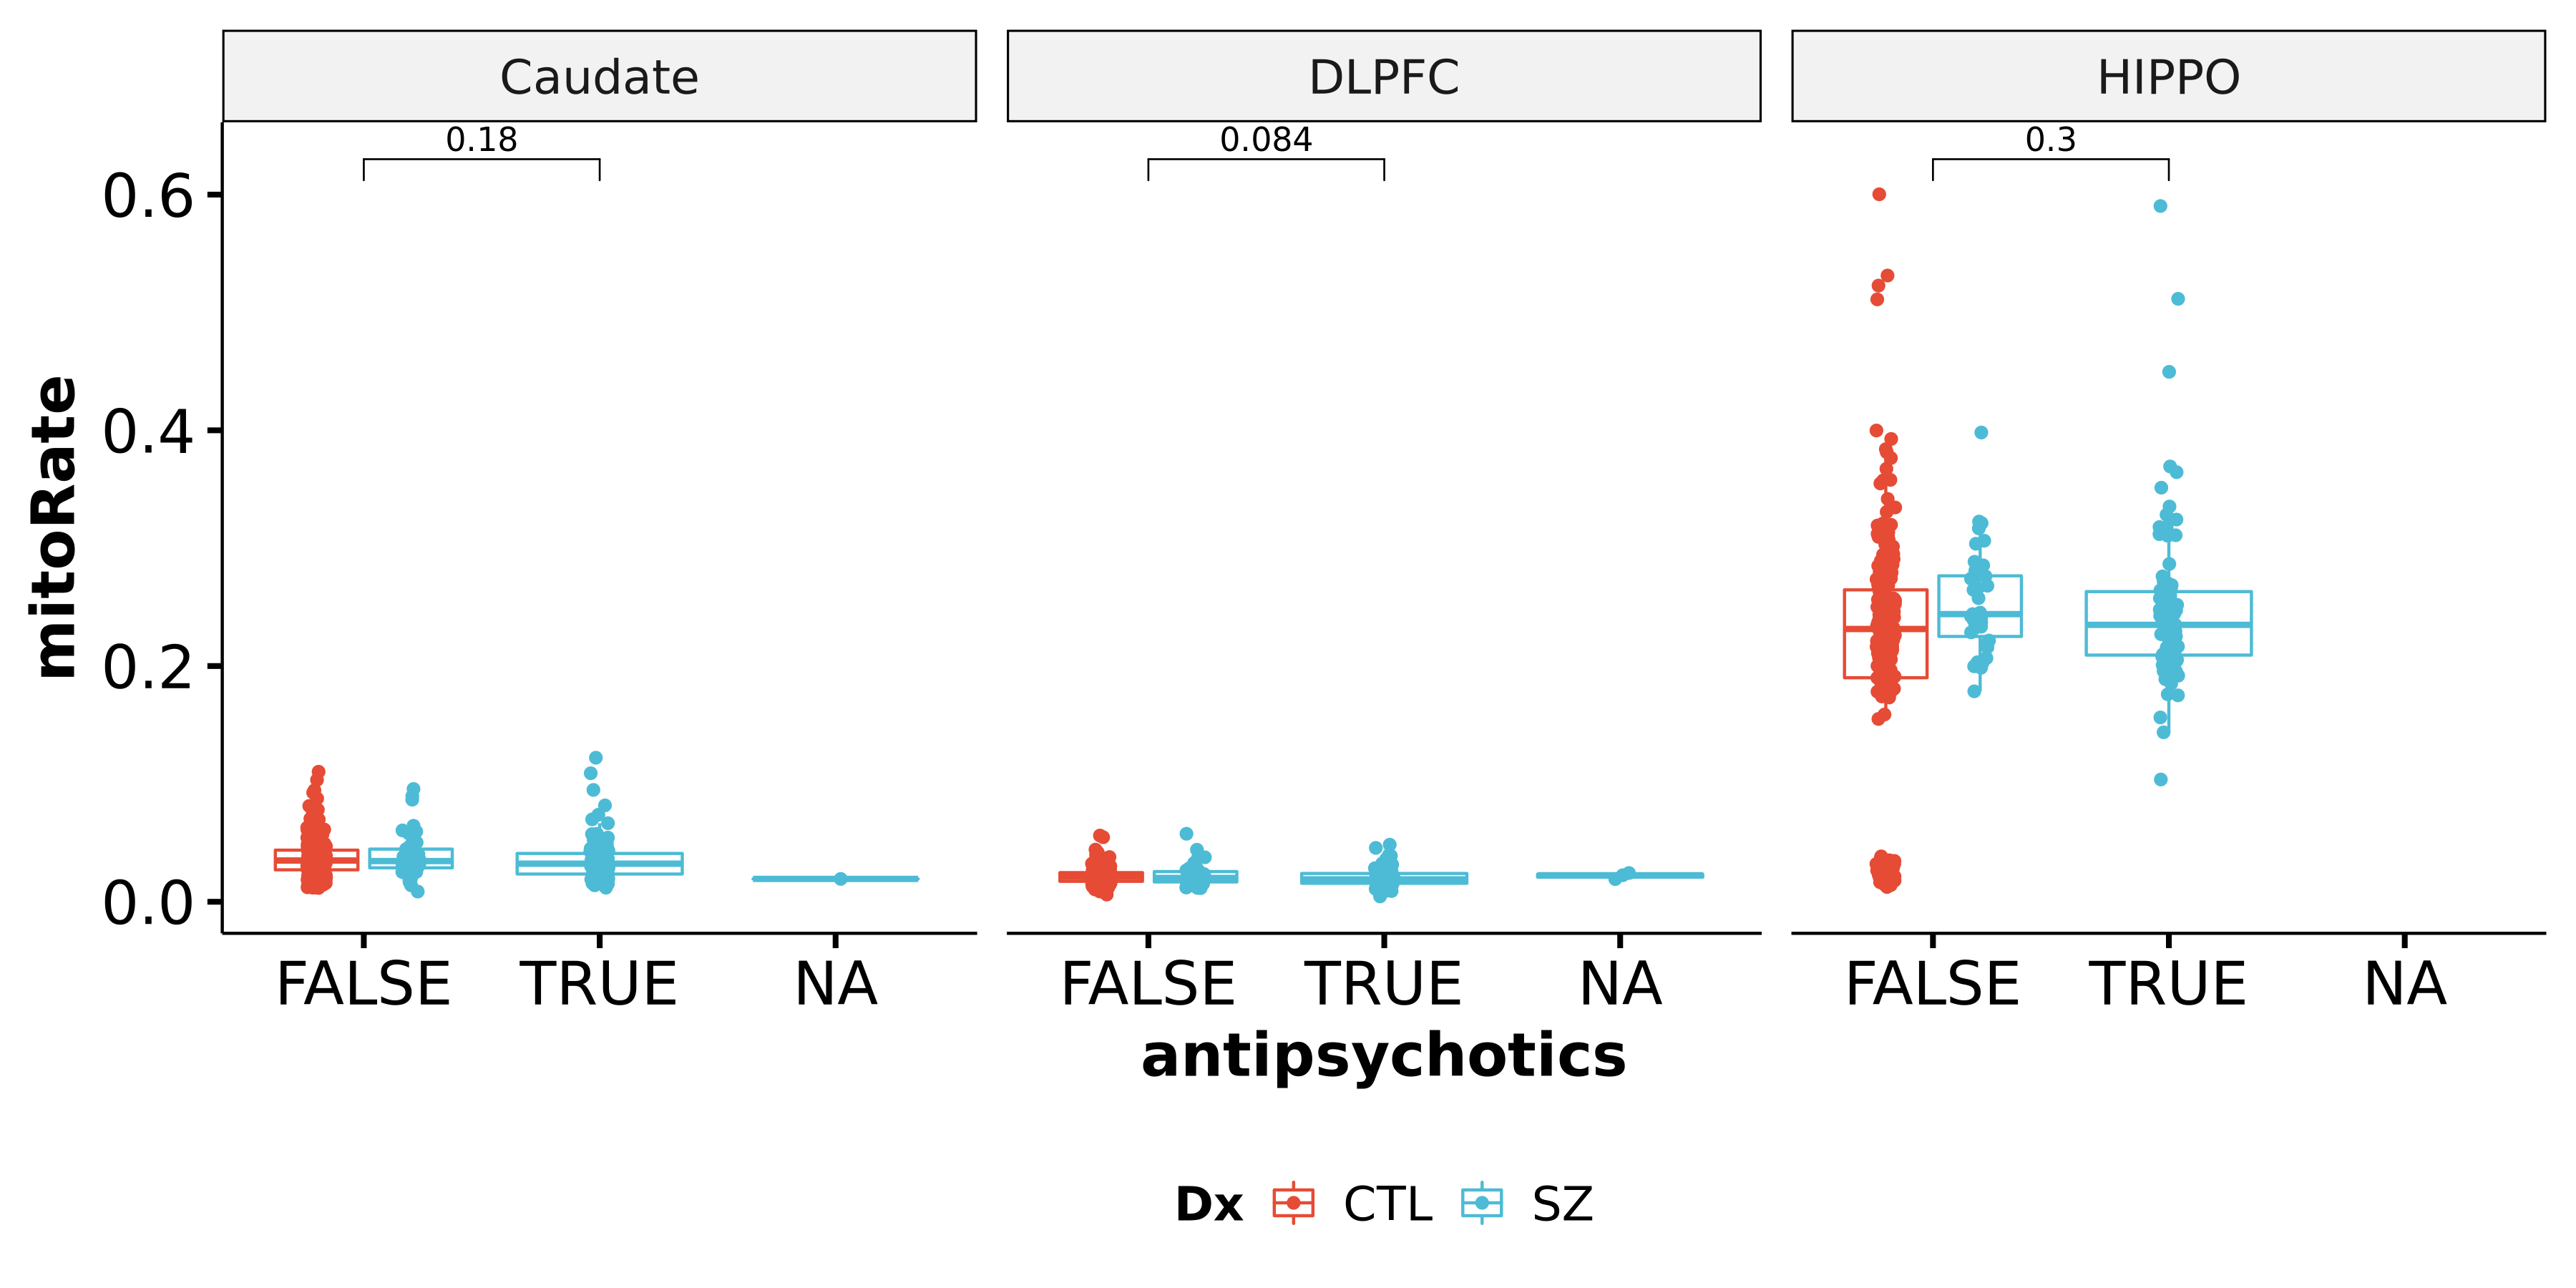 Caudate DLPFC HIPPO
0.18 0.084 0.3
0.6
0.4
0.2
0.0
mitoRate
FALSE TRUE NA FALSE TRUE NA FALSE TRUE NA
antipsychotics
Dx CTL SZ